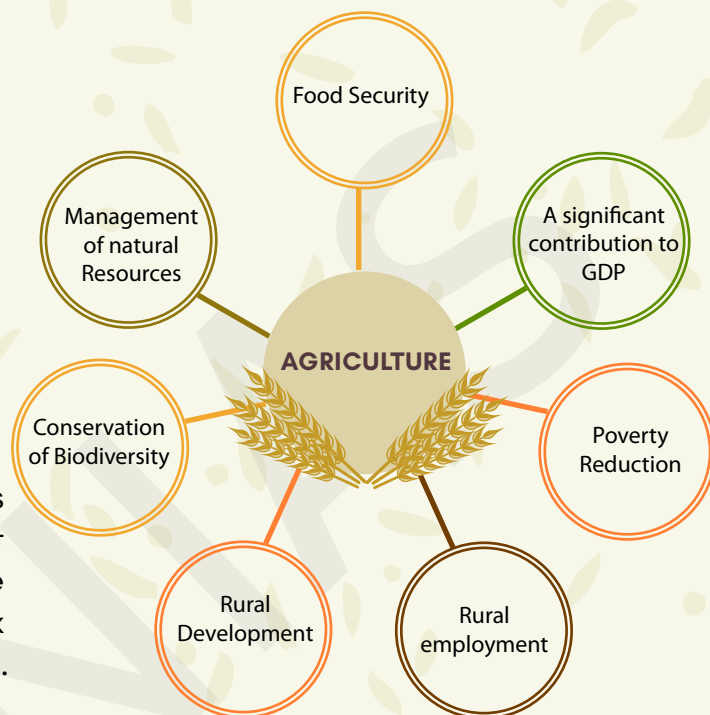 Food Security
A significant
contribution to
GDP
Poverty
Reduction
Rural
employment
Rural
Development
Conservation
of Biodiversity
Management
of natural
Resources
AGRICULTURE